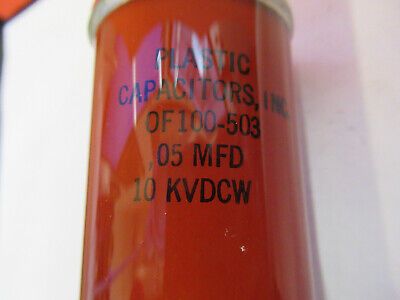 PLASTIC
CAPACITORS, INC.
OF100-503
.05 MFD
10 KVDCW